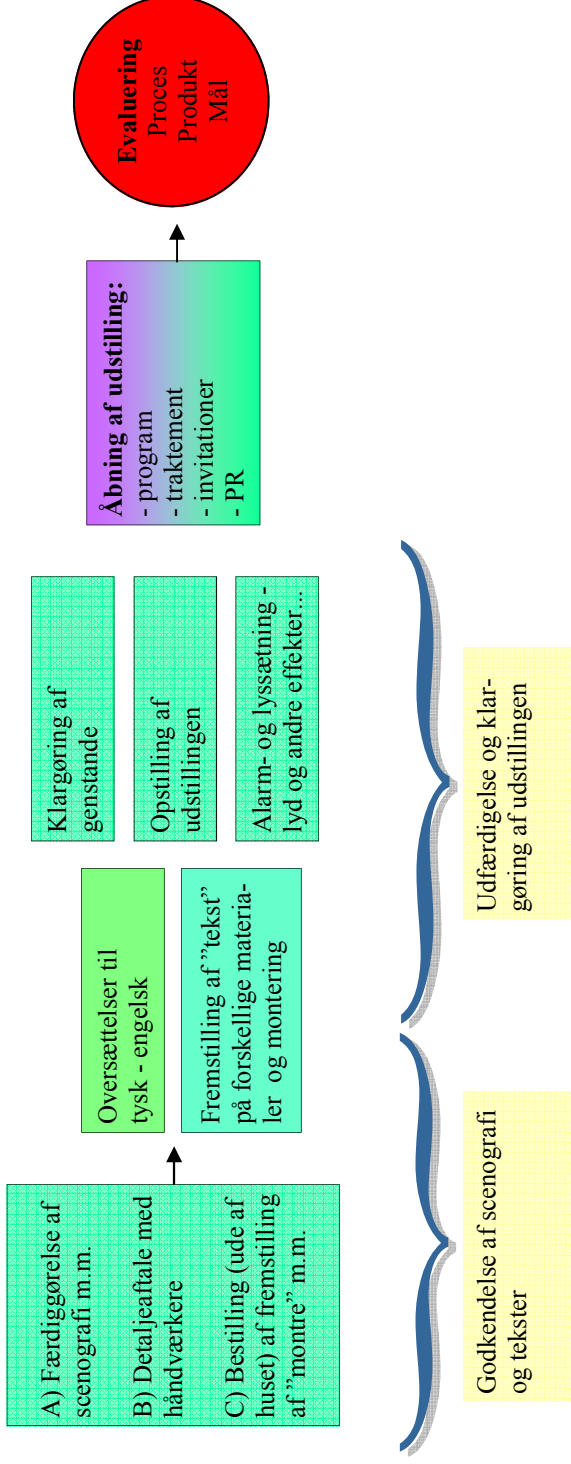 A) Færdiggørelse af
scenografi m.m.
B) Detaljeaftale med
håndværkere
C) Bestilling (ude af
huset) af fremstilling
af ”montre” m.m.
Oversættelser til
tysk - engelsk
Fremstilling af ”tekst”
på forskellige materia-
ler og montering
Klargøring af
genstande
Opstilling af
udstillingen
Alarm- og lyssætning -
lyd og andre effekter...
Åbning af udstilling:
- program
- traktement
- invitationer
- PR
Evaluering
Proces
Produkt
Mål
Godkendelse af scenografi
og tekster
Udfærdigelse og klar-
gøring af udstillingen